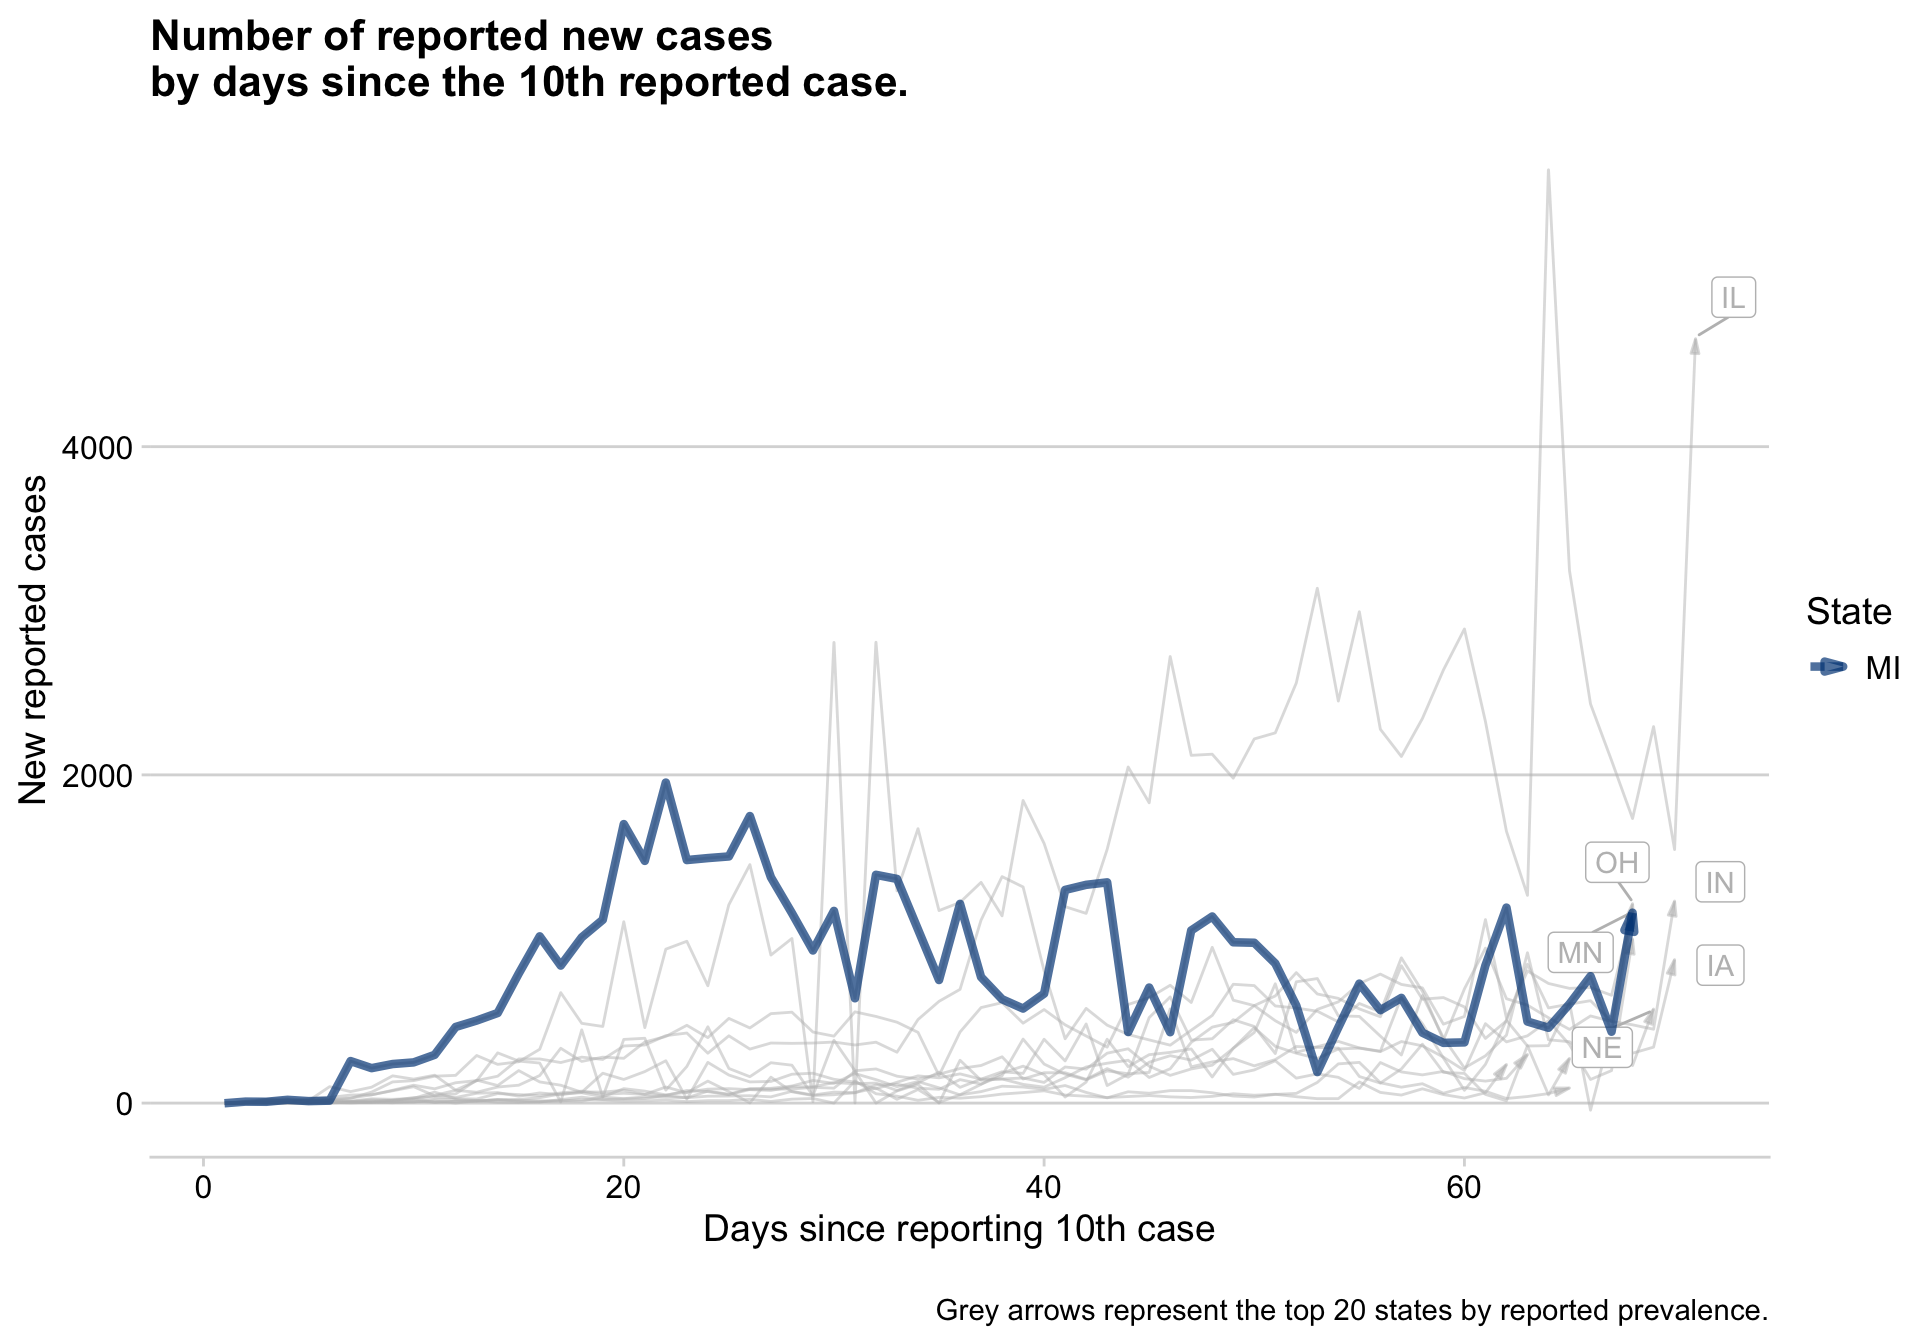 Number of reported new cases
by days since the 10th reported case.
IL
4000
New reported cases
State
MI
2000
OH
IN
MN
IA
NE
0
0
20
40
60
Days since reporting 10th case
Grey arrows represent the top 20 states by reported prevalence.